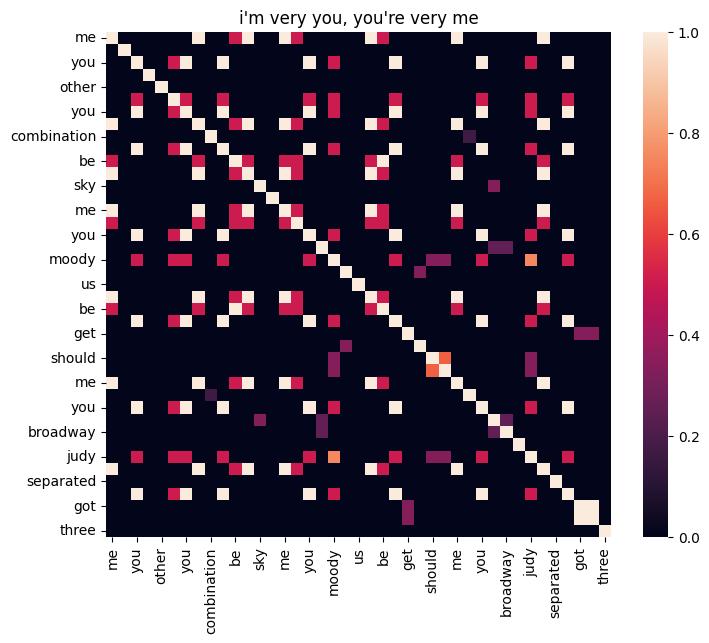 i'm very you, you're very me
me
you
other
you
combination
be
sky
me
you
moody
us
be
get
should
me
you
broadway
judy
separated
got
three
me
you
other
you
combination
be
sky
me
you
moody
us
be
get
should
me
you
broadway
judy
separated
got
three
1.0
0.8
0.6
0.4
0.2
0.0